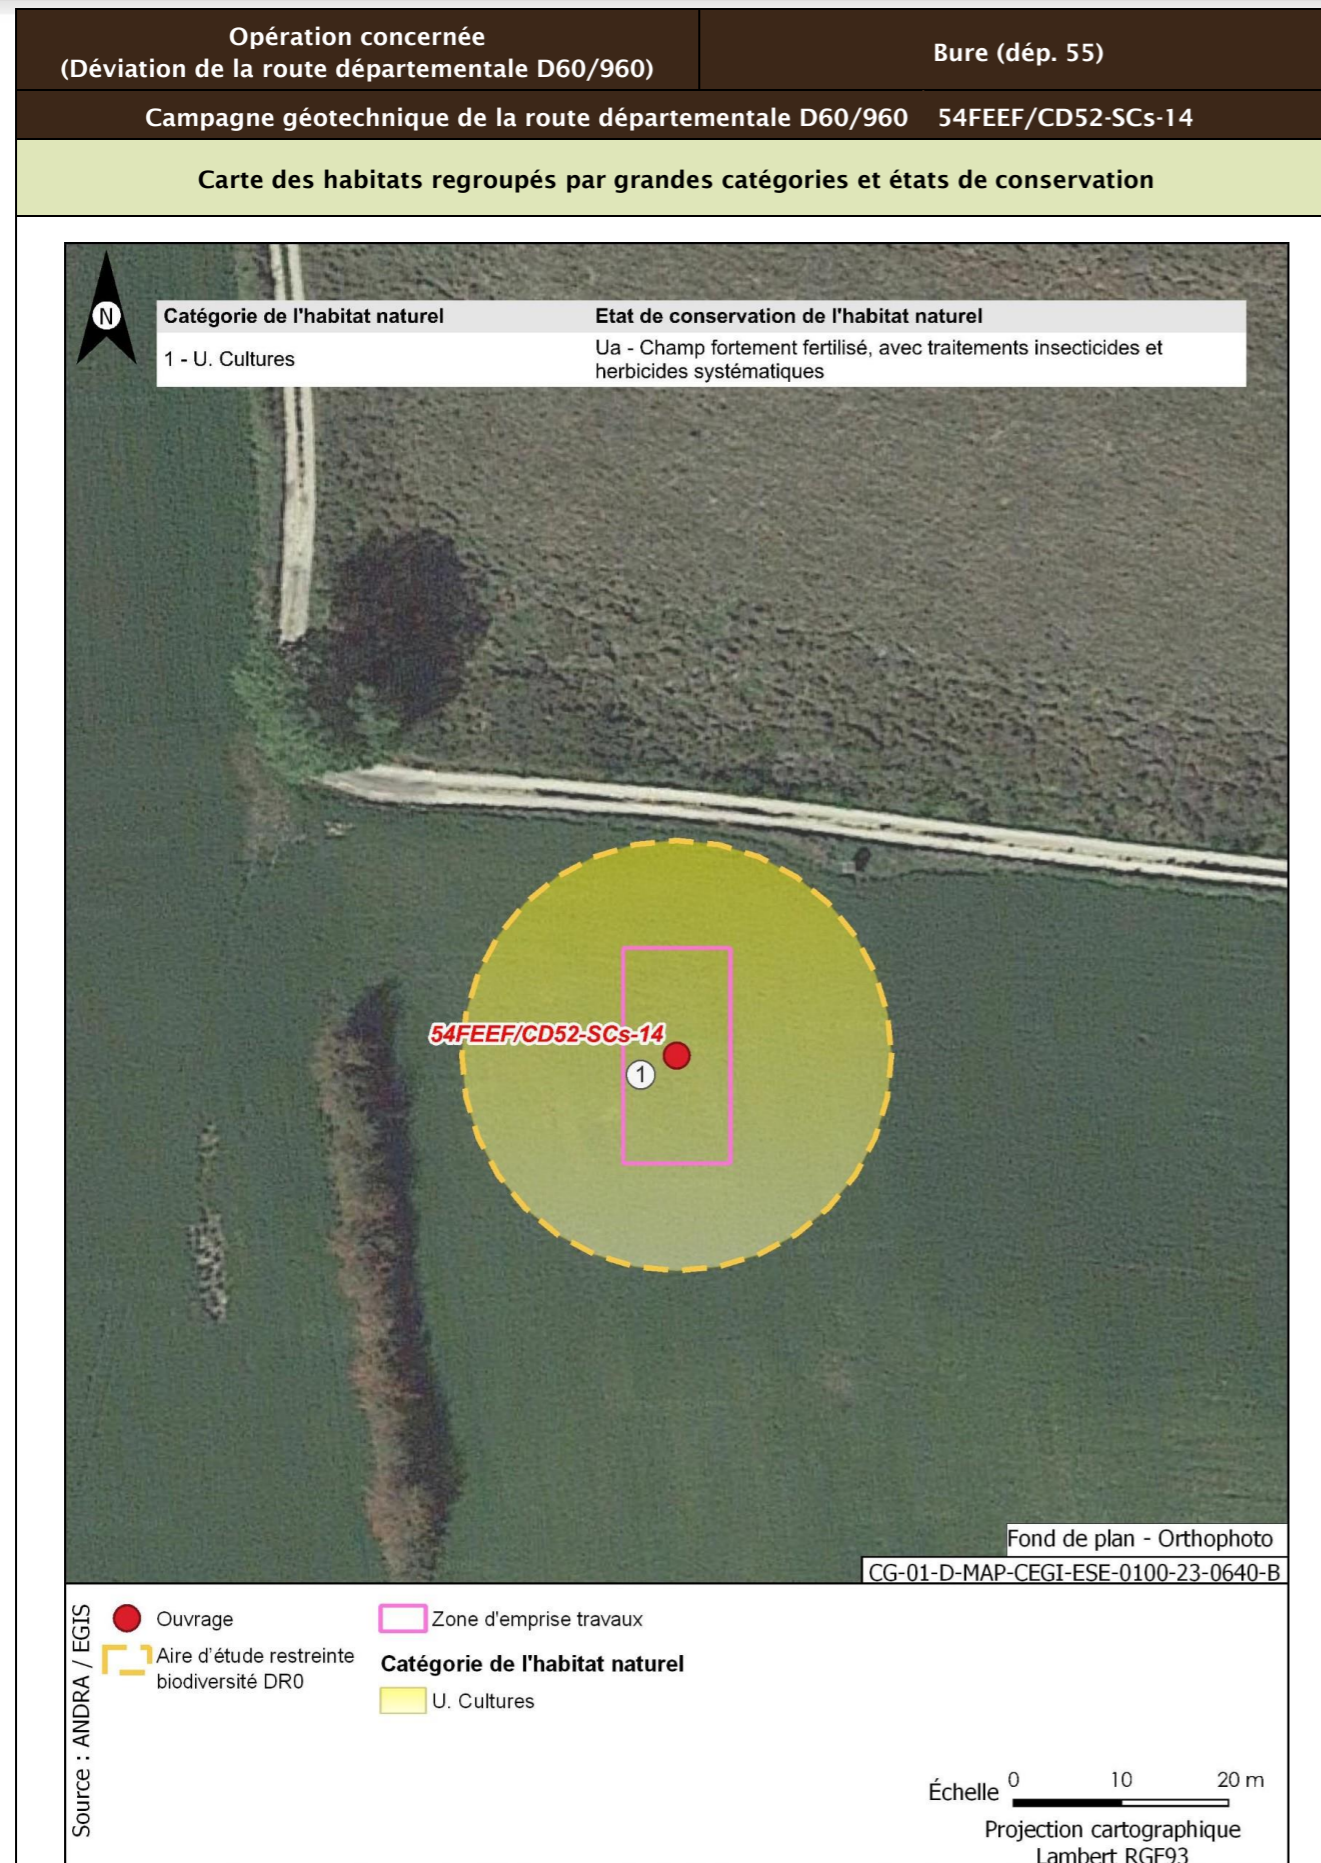 Opération concernée
(Déviation de la route départementale D60/960)
Bure (dép. 55)
Campagne géotechnique de la route départementale D60/960 54FEEF/CD52-SCs-14
Carte des habitats regroupés par grandes catégories et états de conservation
N
Catégorie de l'habitat naturel
Etat de conservation de l'habitat naturel
1 - U. Cultures
Ua - Champ fortement fertilisé, avec traitements insecticides et
herbicides systématiques
54FEEF/CD52-SCs-14
1
Fond de plan - Orthophoto
CG-01-D-MAP-CEGI-ESE-0100-23-0640-B
Source : ANDRA / EGIS
Ouvrage
Aire d'étude restreinte
biodiversité DR0
Zone d'emprise travaux
Catégorie de l'habitat naturel
U. Cultures
Échelle 0 10 20 m
Projection cartographique
Lambert RGF93